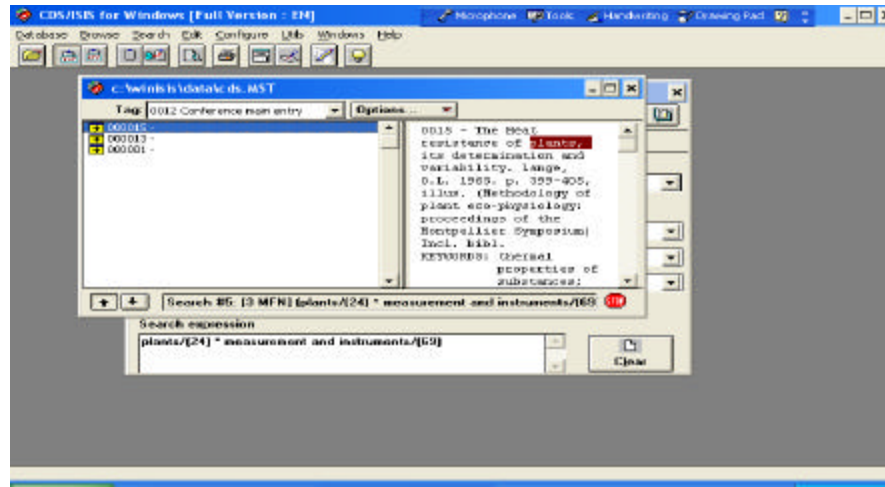 CDS/ISIS for Windows [Full Version : EN]
Microphone Tools Handwriting Drawing Pad
Database Browse Search Edit Configure Utils Windows Help
c:\winisis\data\cds.MST
Tag: 0012 Conference main entry Options...
000015 -
000013 -
000001 -
0015 - The Heat
resistance of plants,
its determination and
variability. Lange,
O.L. 1965. p. 399-405,
illus. (Methodology of
plant eco-physiology:
proceedings of the
Montpellier Symposium)
Incl. bibl.
KEYWORDS: thermal
properties of
substances;
Search #5: [3 MFN] (plants/(24) * measurement and instruments/(69
STOP
Search expression
plants/(24) * measurement and instruments/(69)
Clear